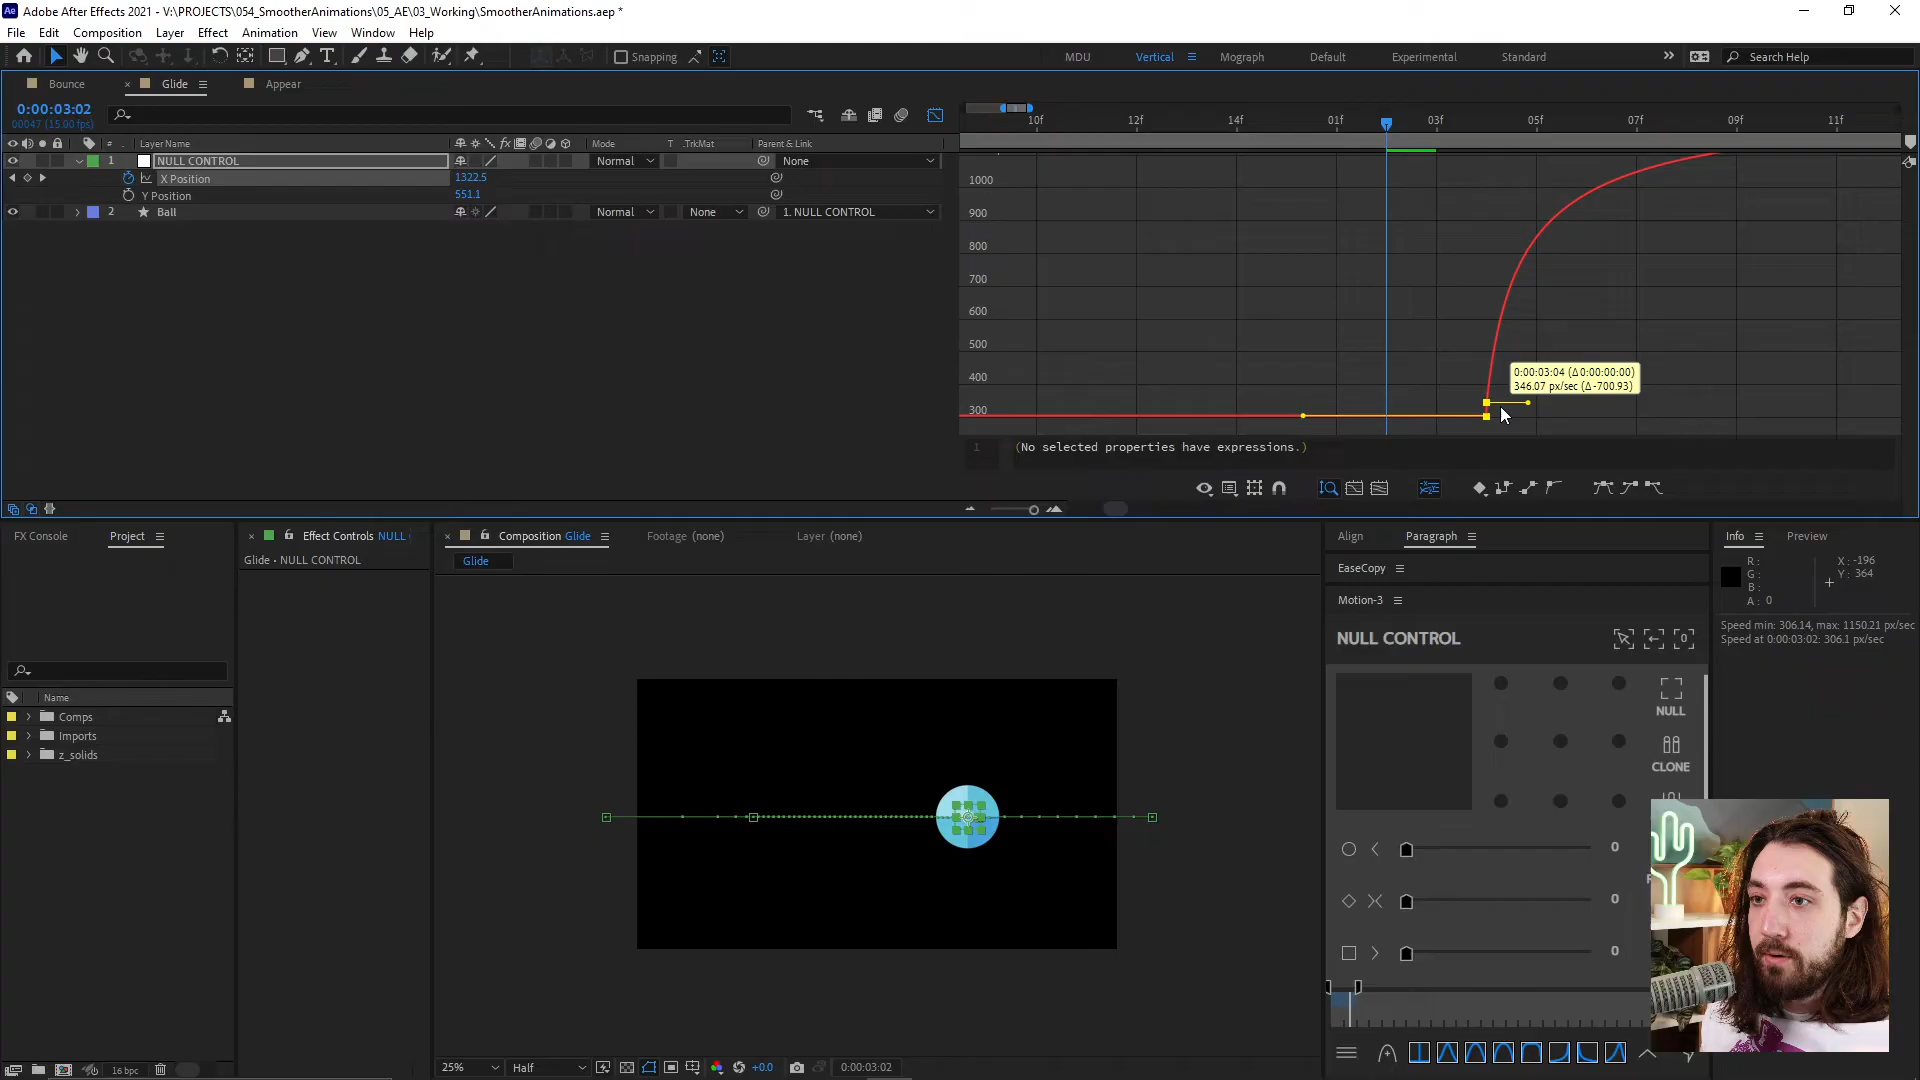 Adobe After Effects 2021 - V:\PROJECTS\054_SmootherAnimations\05_AE\03_Working\SmootherAnimations.aep *
File Edit Composition Layer Effect Animation View Window Help
Snapping MDU Vertical Mograph Default Experimental Standard Search Help
Bounce Glide Appear
0:00:03:02
00047 (15.00 fps)
10f 12f 14f 01f 03f 05f 07f 09f 11f
# Layer Name Mode T .TrkMat Parent & Link
1 NULL CONTROL Normal None
X Position 1322.5
Y Position 551.1
2 Ball Normal None 1. NULL CONTROL
1000
900
800
700
600
500
400
300
0:00:03:04 (Δ0:00:00:00)
346.07 px/sec (Δ-700.93)
1 (No selected properties have expressions.)
FX Console Project Effect Controls NULL Composition Glide Footage (none) Layer (none) Align Paragraph Info Preview
Glide • NULL CONTROL Glide
EaseCopy
Motion-3
NULL CONTROL
R :
G :
B :
A : 0
X : -196
Y : 364
Speed min: 306.14, max: 1150.21 px/sec
Speed at 0:00:03:02: 306.1 px/sec
Name
Comps
Imports
z_solids
NULL
CLONE
0
0
0
16 bpc 25% Half +0.0 0:00:03:02